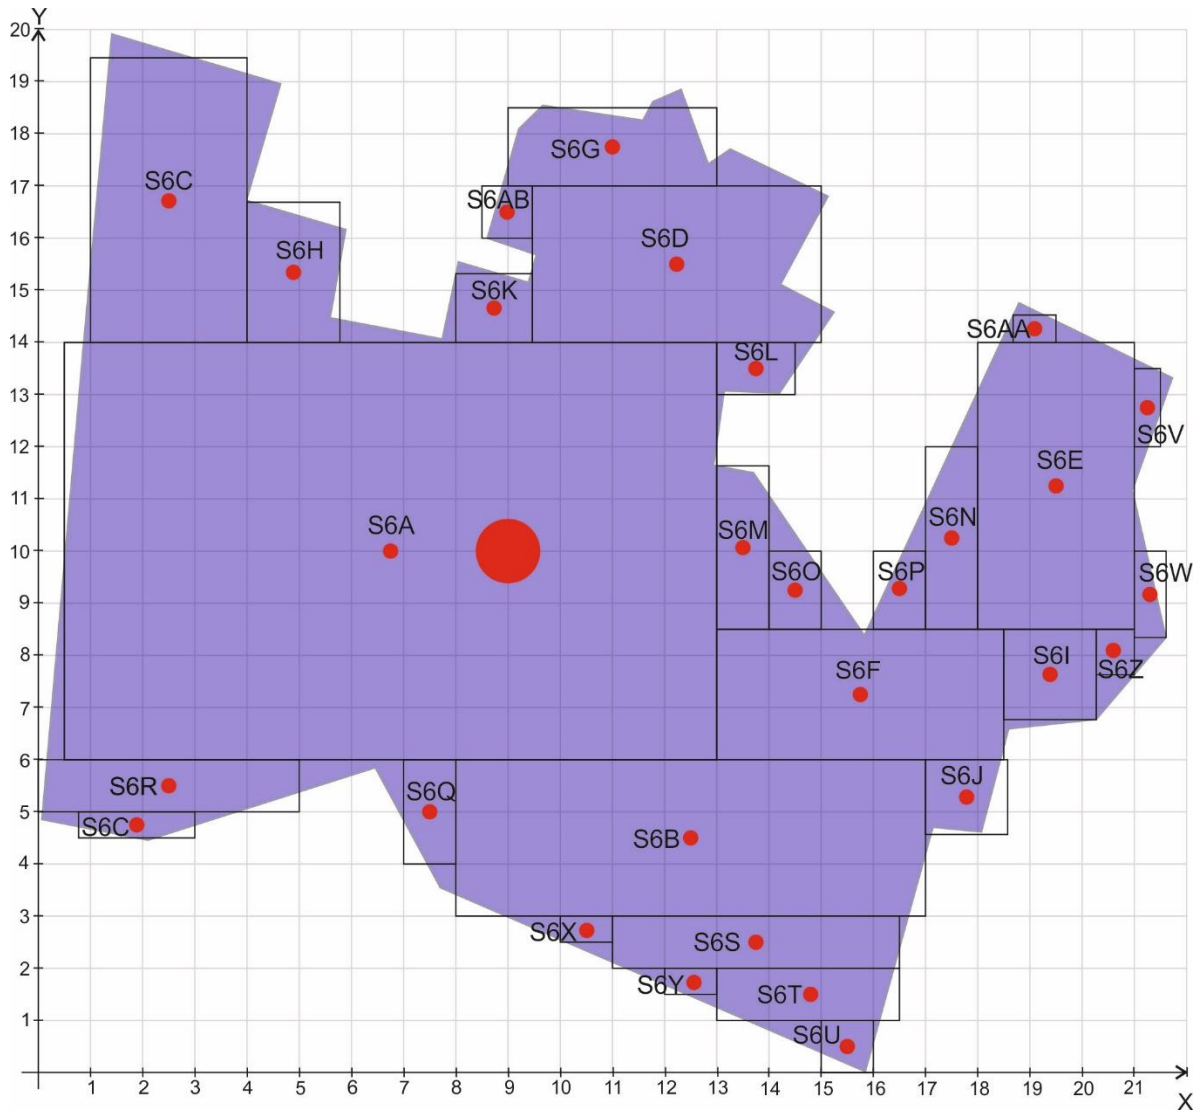 Y
20
19
18
17
16
15
14
13
12
11
10
9
8
7
6
5
4
3
2
1
S6C
S6G
S6AB
S6H
S6D
S6K
S6AA
S6L
S6V
S6E
S6A
S6N
S6M
S6O
S6P
S6W
S6F
S6I
S6Z
S6R
S6Q
S6J
S6C
S6B
S6X
S6S
S6Y
S6T
S6U
1 2 3 4 5 6 7 8 9 10 11 12 13 14 15 16 17 18 19 20 21
X